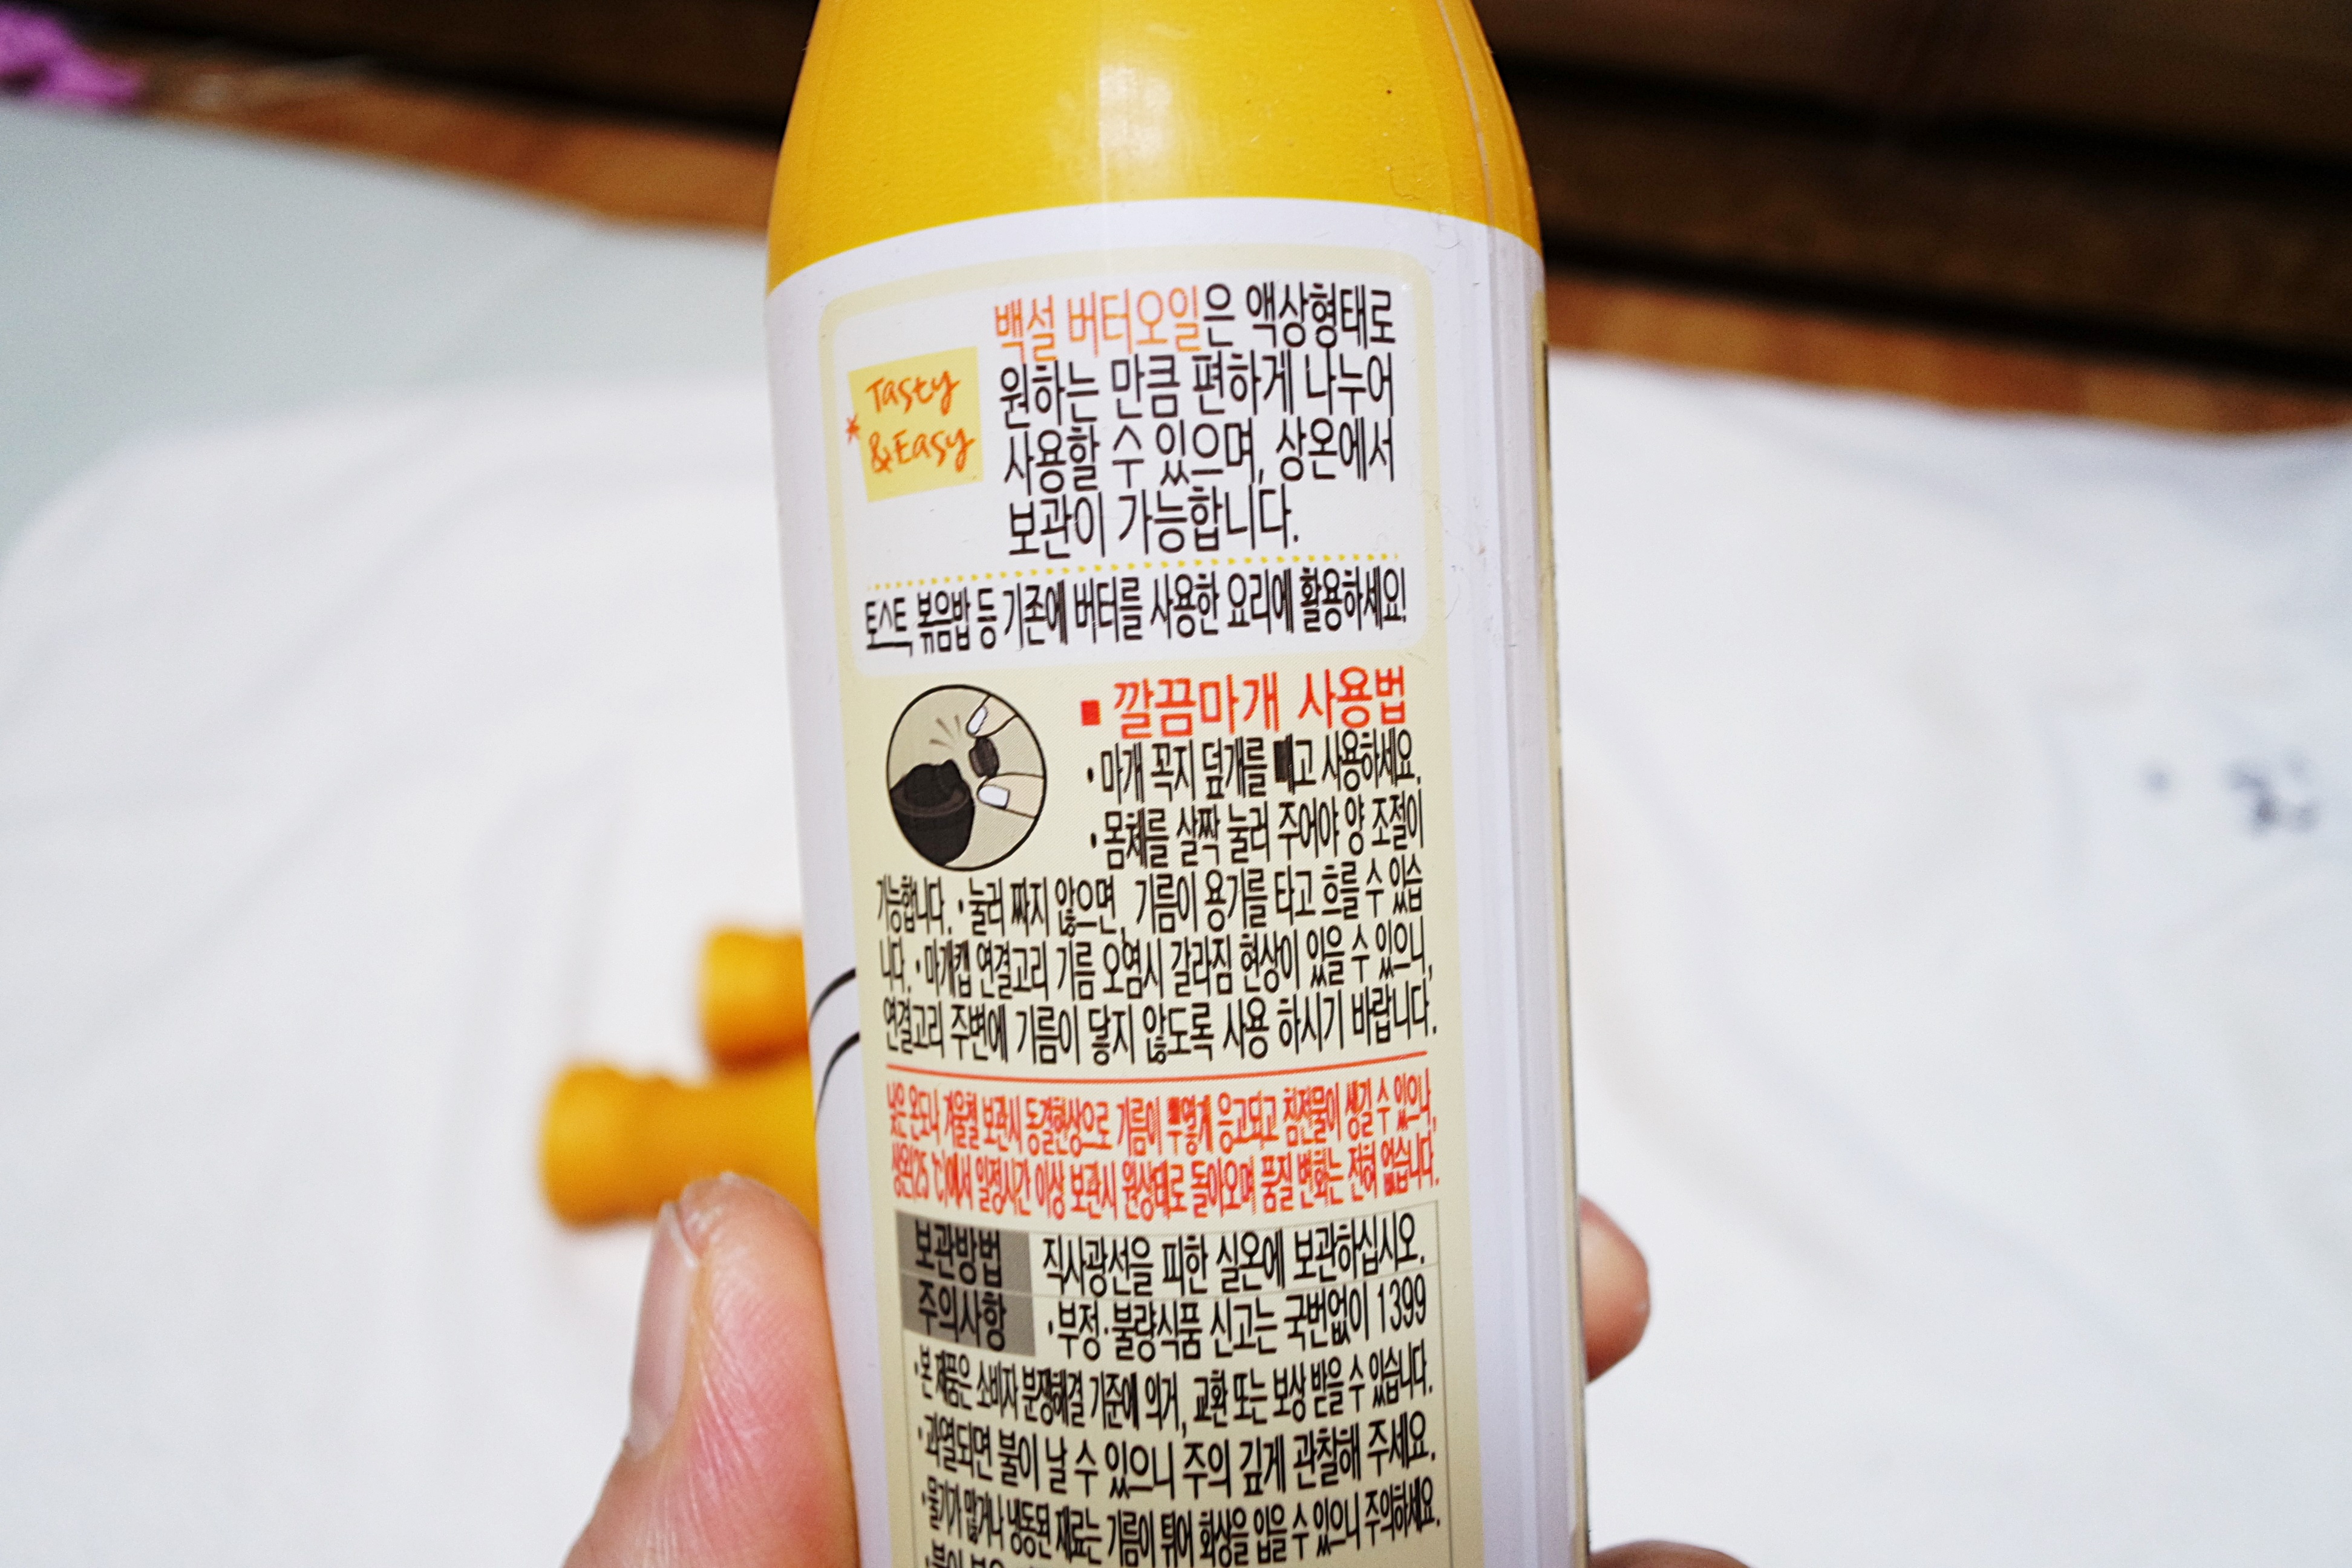 Tasty
&Easy
백설 버터오일은 액상형태로
원하는 만큼 편하게 나누어
사용할 수 있으며, 상온에서
보관이 가능합니다.
토스트, 볶음밥 등 기존에 버터를 사용한 요리에 활용하세요!
■ 깔끔마개 사용법
• 마개 꼭지 덮개를 빼고 사용하세요.
• 몸체를 살짝 눌러 주어야 양 조절이
가능합니다. • 눌러 짜지 않으면, 기름이 용기를 타고 흐를 수 있습
니다. • 마개캡 연결고리 기름 오염시 갈라짐 현상이 있을 수 있으니,
연결고리 주변에 기름이 닿지 않도록 사용 하시기 바랍니다.
낮은 온도나 겨울철 보관시 동결현상으로 기름이 뿌옇게 응고되고 침전물이 생길 수 있으나,
상온(25℃)에서 일정시간 이상 보관시 원상태로 돌아오며 품질 변화는 전혀 없습니다.
보관방법 직사광선을 피한 실온에 보관하십시오.
주의사항 •부정·불량식품 신고는 국번없이 1399
•본 제품은 소비자 분쟁해결 기준에 의거, 교환 또는 보상 받을 수 있습니다.
•과열되면 불이 날 수 있으니 주의 깊게 관찰해 주세요.
•물기가 많거나 냉동된 재료는 기름이 튀어 화상을 입을 수 있으니 주의하세요.